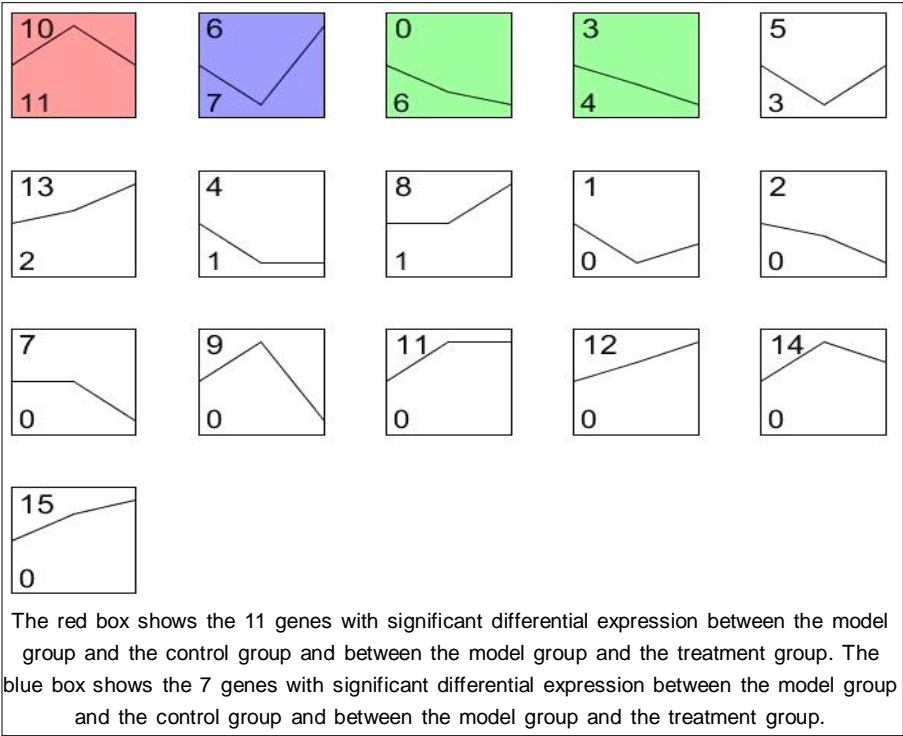 10 6 0 3 5
11 7 6 4 3
13 4 8 1 2
2 1 1 0 0
7 9 11 12 14
0 0 0 0 0
15
0
The red box shows the 11 genes with significant differential expression between the model
group and the control group and between the model group and the treatment group. The
blue box shows the 7 genes with significant differential expression between the model group
and the control group and between the model group and the treatment group.